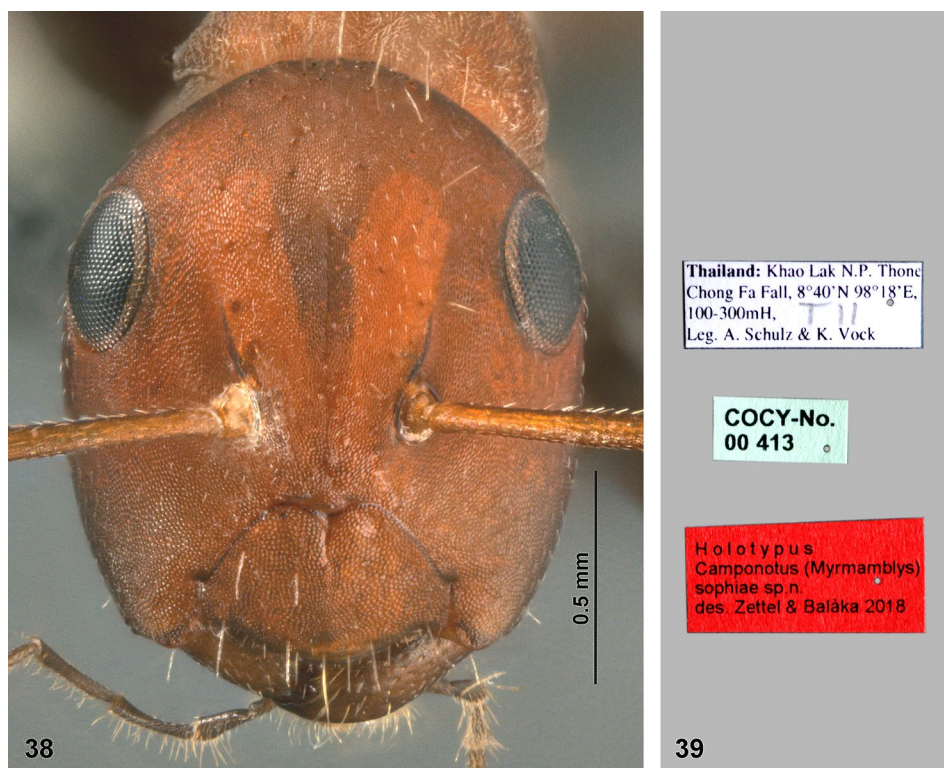 0.5 mm
38
Thailand: Khao Lak N.P. Thone
Chong Fa Fall, 8°40'N 98°18'E,
100-300mH, T 11
Leg. A. Schulz & K. Vock
COCY-No.
00 413
Holotypus
Camponotus (Myrmamblys)
sophiae sp.n.
des. Zettel & Balàka 2018
39